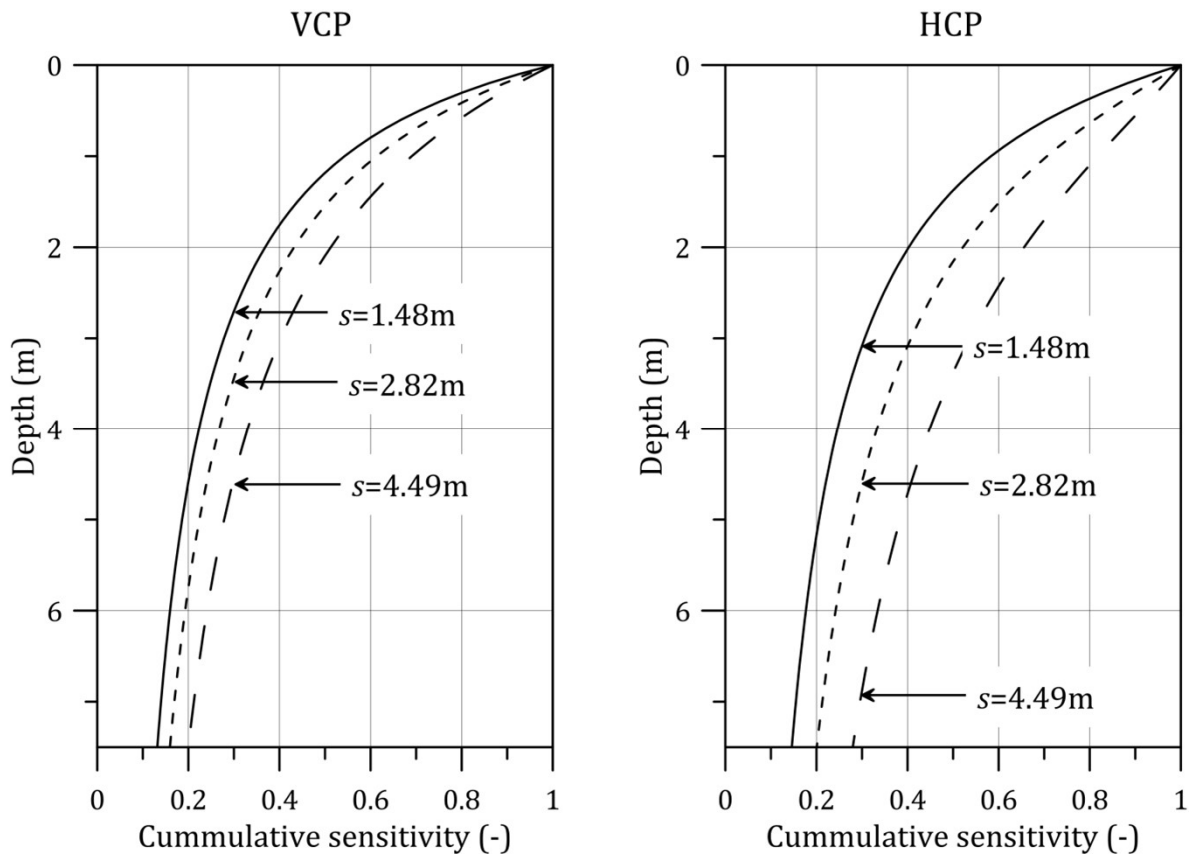 VCP
0
2
4
6
Depth (m)
s=1.48m
s=2.82m
s=4.49m
0 0.2 0.4 0.6 0.8 1
Cummulative sensitivity (-)
HCP
0
2
4
6
Depth (m)
s=1.48m
s=2.82m
s=4.49m
0 0.2 0.4 0.6 0.8 1
Cummulative sensitivity (-)